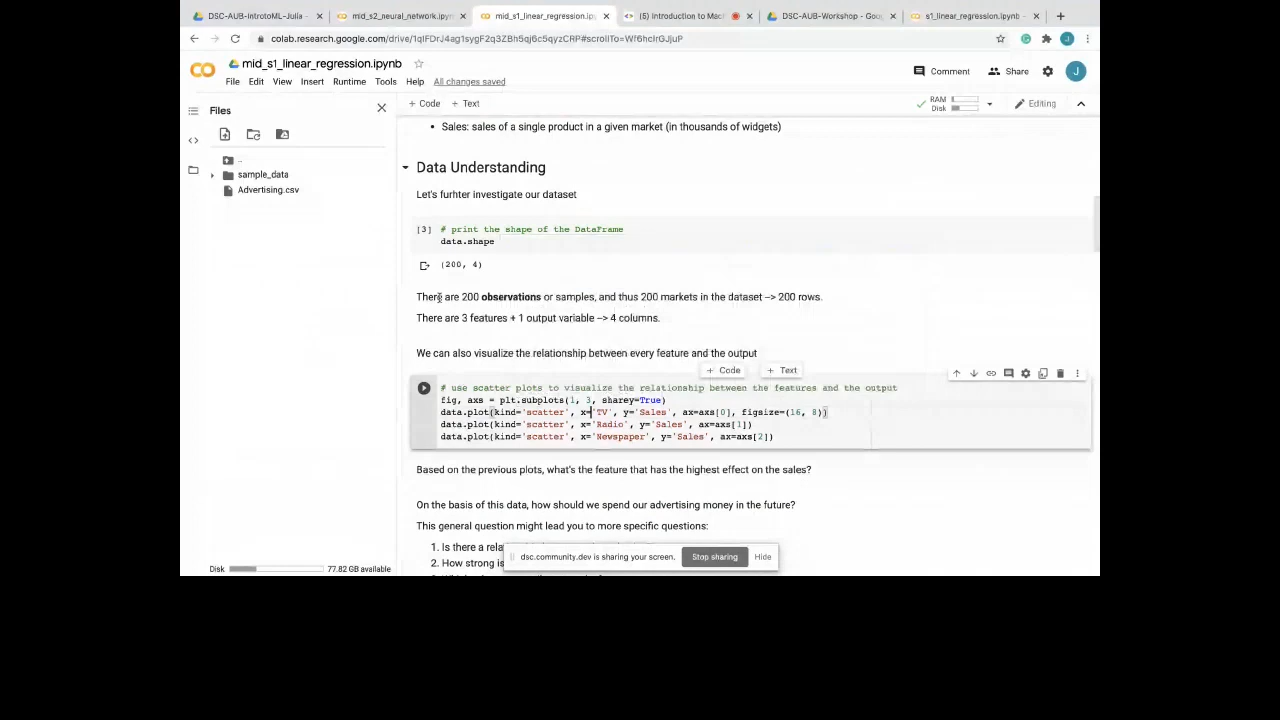 DSC-AUB-IntrotoML-Julia -
mid_s2_neural_network.ipynb
mid_s1_linear_regression.ipynb
(5) Introduction to Mac
DSC-AUB-Workshop - Goo
s1_linear_regression.ipynb -
colab.research.google.com/drive/
CO
mid_s1_linear_regression.ipynb
File Edit View Insert Runtime Tools Help All changes saved
Comment
Share
J
Files
+ Code + Text
RAM
Disk
Editing
..
sample_data
Advertising.csv
Disk 77.82 GB available
• Sales: sales of a single product in a given market (in thousands of widgets)
Data Understanding
Let's furhter investigate our dataset
[3] # print the shape of the DataFrame
data.shape
(200, 4)
There are 200 observations or samples, and thus 200 markets in the dataset --> 200 rows.
There are 3 features + 1 output variable --> 4 columns.
We can also visualize the relationship between every feature and the output
+ Code + Text
# use scatter plots to visualize the relationship between the features and the output
fig, axs = plt.subplots(1, 3, sharey=True)
data.plot(kind='scatter', x='TV', y='Sales', ax=axs[0], figsize=(16, 8))
data.plot(kind='scatter', x='Radio', y='Sales', ax=axs[1])
data.plot(kind='scatter', x='Newspaper', y='Sales', ax=axs[2])
Based on the previous plots, what's the feature that has the highest effect on the sales?
On the basis of this data, how should we spend our advertising money in the future?
This general question might lead you to more specific questions:
1. Is there a rela
2. How strong is
dsc.community.dev is sharing your screen. Stop sharing Hide